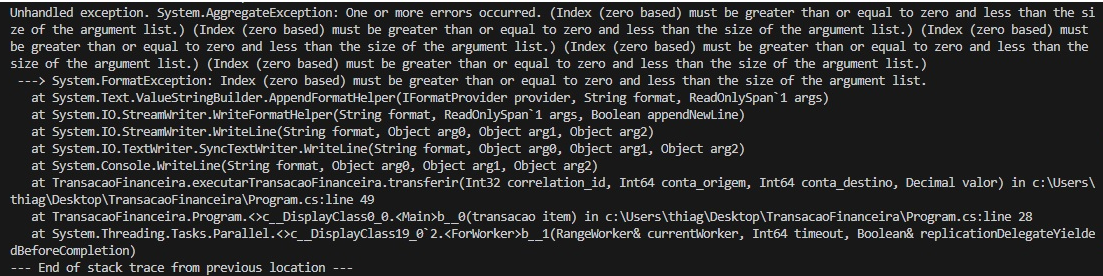 Unhandled exception. System.AggregateException: One or more errors occurred. (Index (zero based) must be greater than or equal to zero and less than the si
ze of the argument list.) (Index (zero based) must be greater than or equal to zero and less than the size of the argument list.) (Index (zero based) must
be greater than or equal to zero and less than the size of the argument list.) (Index (zero based) must be greater than or equal to zero and less than the
size of the argument list.) (Index (zero based) must be greater than or equal to zero and less than the size of the argument list.)
 ---> System.FormatException: Index (zero based) must be greater than or equal to zero and less than the size of the argument list.
   at System.Text.ValueStringBuilder.AppendFormatHelper(IFormatProvider provider, String format, ReadOnlySpan`1 args)
   at System.IO.StreamWriter.WriteFormatHelper(String format, ReadOnlySpan`1 args, Boolean appendNewLine)
   at System.IO.StreamWriter.WriteLine(String format, Object arg0, Object arg1, Object arg2)
   at System.IO.TextWriter.SyncTextWriter.WriteLine(String format, Object arg0, Object arg1, Object arg2)
   at System.Console.WriteLine(String format, Object arg0, Object arg1, Object arg2)
   at TransacaoFinanceira.executarTransacaoFinanceira.transferir(Int32 correlation_id, Int64 conta_origem, Int64 conta_destino, Decimal valor) in c:\Users\
thiag\Desktop\TransacaoFinanceira\Program.cs:line 49
   at TransacaoFinanceira.Program.<>c__DisplayClass0_0.<Main>b__0(transacao item) in c:\Users\thiag\Desktop\TransacaoFinanceira\Program.cs:line 28
   at System.Threading.Tasks.Parallel.<>c__DisplayClass19_0`2.<ForWorker>b__1(RangeWorker& currentWorker, Int64 timeout, Boolean& replicationDelegateYielde
dBeforeCompletion)
--- End of stack trace from previous location ---